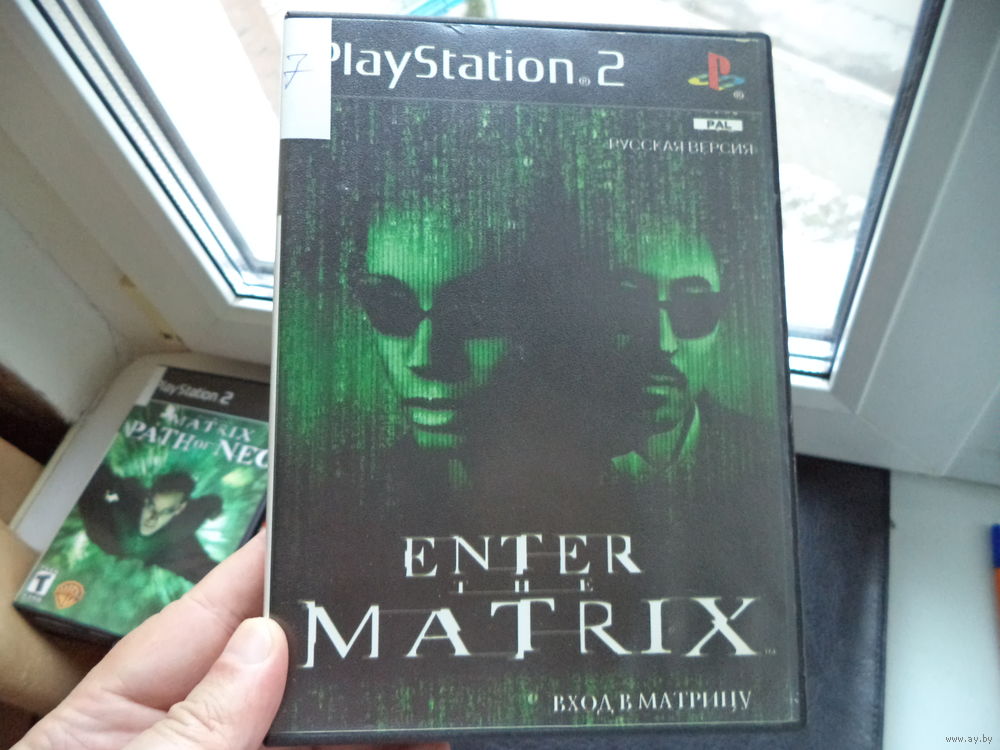 7
PlayStation 2
PAL
РУССКАЯ ВЕРСИЯ
ENTER
THE
MATRIX
ВХОД В МАТРИЦУ
PlayStation 2
MATRIX
PATH OF NEO
T
www.ay.by